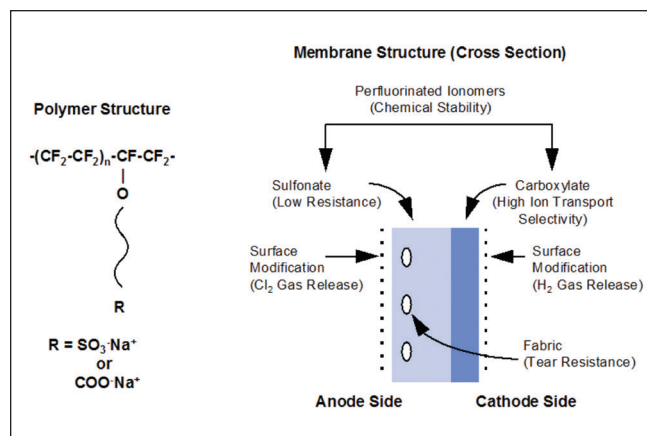 Membrane Structure (Cross Section)
Perfluorinated Ionomers
(Chemical Stability)
Polymer Structure
-(CF₂-CF₂)ₙ-CF-CF₂-
O
R
R = SO₃⁻Na⁺
or
COO⁻Na⁺
Sulfonate
(Low Resistance)
Carboxylate
(High Ion Transport
Selectivity)
Surface
Modification
(Cl₂ Gas Release)
Surface
Modification
(H₂ Gas Release)
Fabric
(Tear Resistance)
Anode Side
Cathode Side